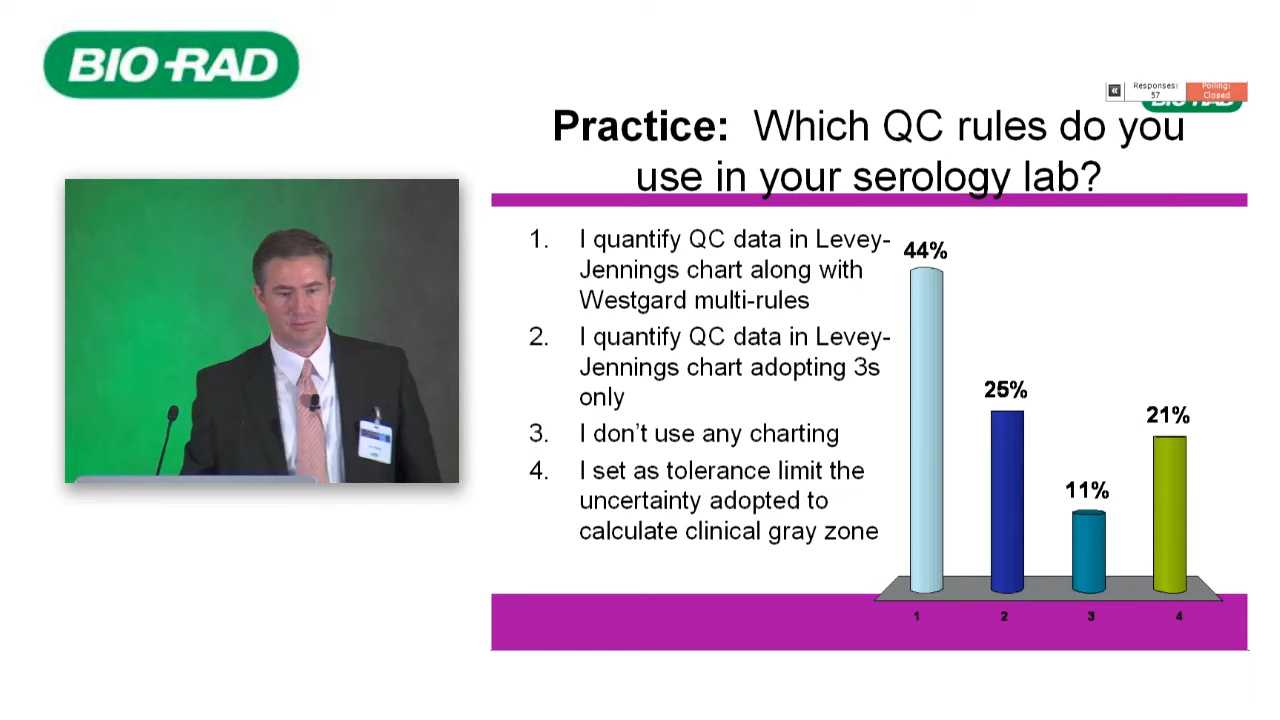 BIO-RAD
Responses:
57
Polling:
Closed
BIO-RAD
Practice: Which QC rules do you
use in your serology lab?
1. I quantify QC data in Levey-
Jennings chart along with
Westgard multi-rules
2. I quantify QC data in Levey-
Jennings chart adopting 3s
only
3. I don't use any charting
4. I set as tolerance limit the
uncertainty adopted to
calculate clinical gray zone
44%
25%
11%
21%
1
2
3
4